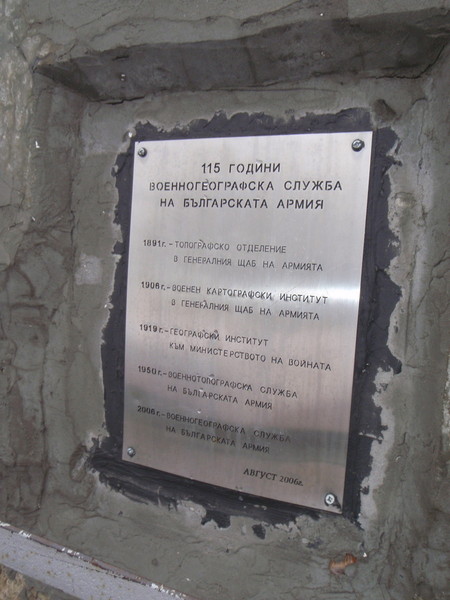 115 ГОДИНИ
ВОЕННОГЕОГРАФСКА СЛУЖБА
НА БЪЛГАРСКАТА АРМИЯ
1891г.-ТОПОГРАФСКО ОТДЕЛЕНИЕ
В ГЕНЕРАЛНИЯ ЩАБ НА АРМИЯТА
1906г.-ВОЕНЕН КАРТОГРАФСКИ ИНСТИТУТ
В ГЕНЕРАЛНИЯ ЩАБ НА АРМИЯТА
1919г.-ГЕОГРАФСКИ ИНСТИТУТ
КЪМ МИНИСТЕРСТВОТО НА ВОЙНАТА
1950г.-ВОЕННОТОПОГРАФСКА СЛУЖБА
НА БЪЛГАРСКАТА АРМИЯ
2006г.-ВОЕННОГЕОГРАФСКА СЛУЖБА
НА БЪЛГАРСКАТА АРМИЯ
АВГУСТ 2006г.